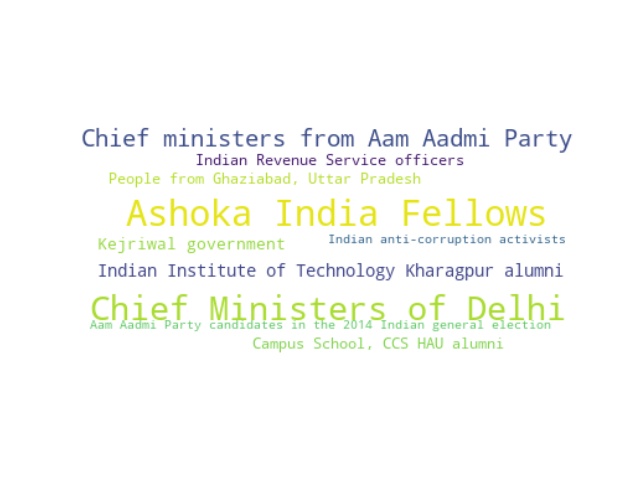 Chief ministers from Aam Aadmi Party
Indian Revenue Service officers
People from Ghaziabad, Uttar Pradesh
Ashoka India Fellows
Kejriwal government
Indian anti-corruption activists
Indian Institute of Technology Kharagpur alumni
Chief Ministers of Delhi
Aam Aadmi Party candidates in the 2014 Indian general election
Campus School, CCS HAU alumni